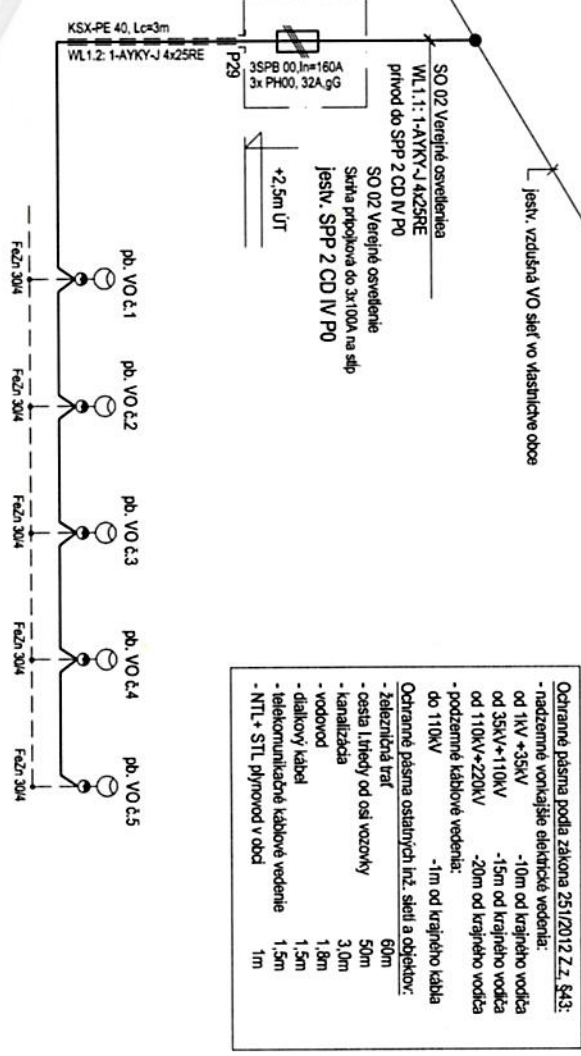 jestv. vzdušná VO sieť vo vlastníctve obce
SO 02 Verejné osvetleniea
WL1.1: 1-AYKY-J 4x25RE
prívod do SPP 2 CD IV P0
SO 02 Verejné osvetlenie
Skriňa prípojková do 3x100A na stĺp
jestv. SPP 2 CD IV P0
+2,5m ÚT
3SPB 00,In=160A
3x PH00, 32A,gG
P29
KSX-PE 40, Lc=3m
WL1.2: 1-AYKY-J 4x25RE
pb. VO č.1
pb. VO č.2
pb. VO č.3
pb. VO č.4
pb. VO č.5
FeZn 30/4
FeZn 30/4
FeZn 30/4
FeZn 30/4
FeZn 30/4
Ochranné pásma podla zákona 251/2012 Z.z, §43:
- nadzemné vonkajšie elektrické vedenia:
od 1kV ÷35kV -10m od krajného vodiča
od 35kV÷110kV -15m od krajného vodiča
od 110kV÷220kV -20m od krajného vodiča
- podzemné káblové vedenia:
do 110kV -1m od krajného kábla
Ochranné pásma ostatných inž. sietí a objektov:
- železničná trať 60m
- cesta I.triedy od osi vozovky 50m
- kanalizácia 3,0m
- vodovod 1,8m
- dialkový kábel 1,5m
- telekomunikačné káblové vedenie 1,5m
- NTL+ STL plynovod v obci 1m